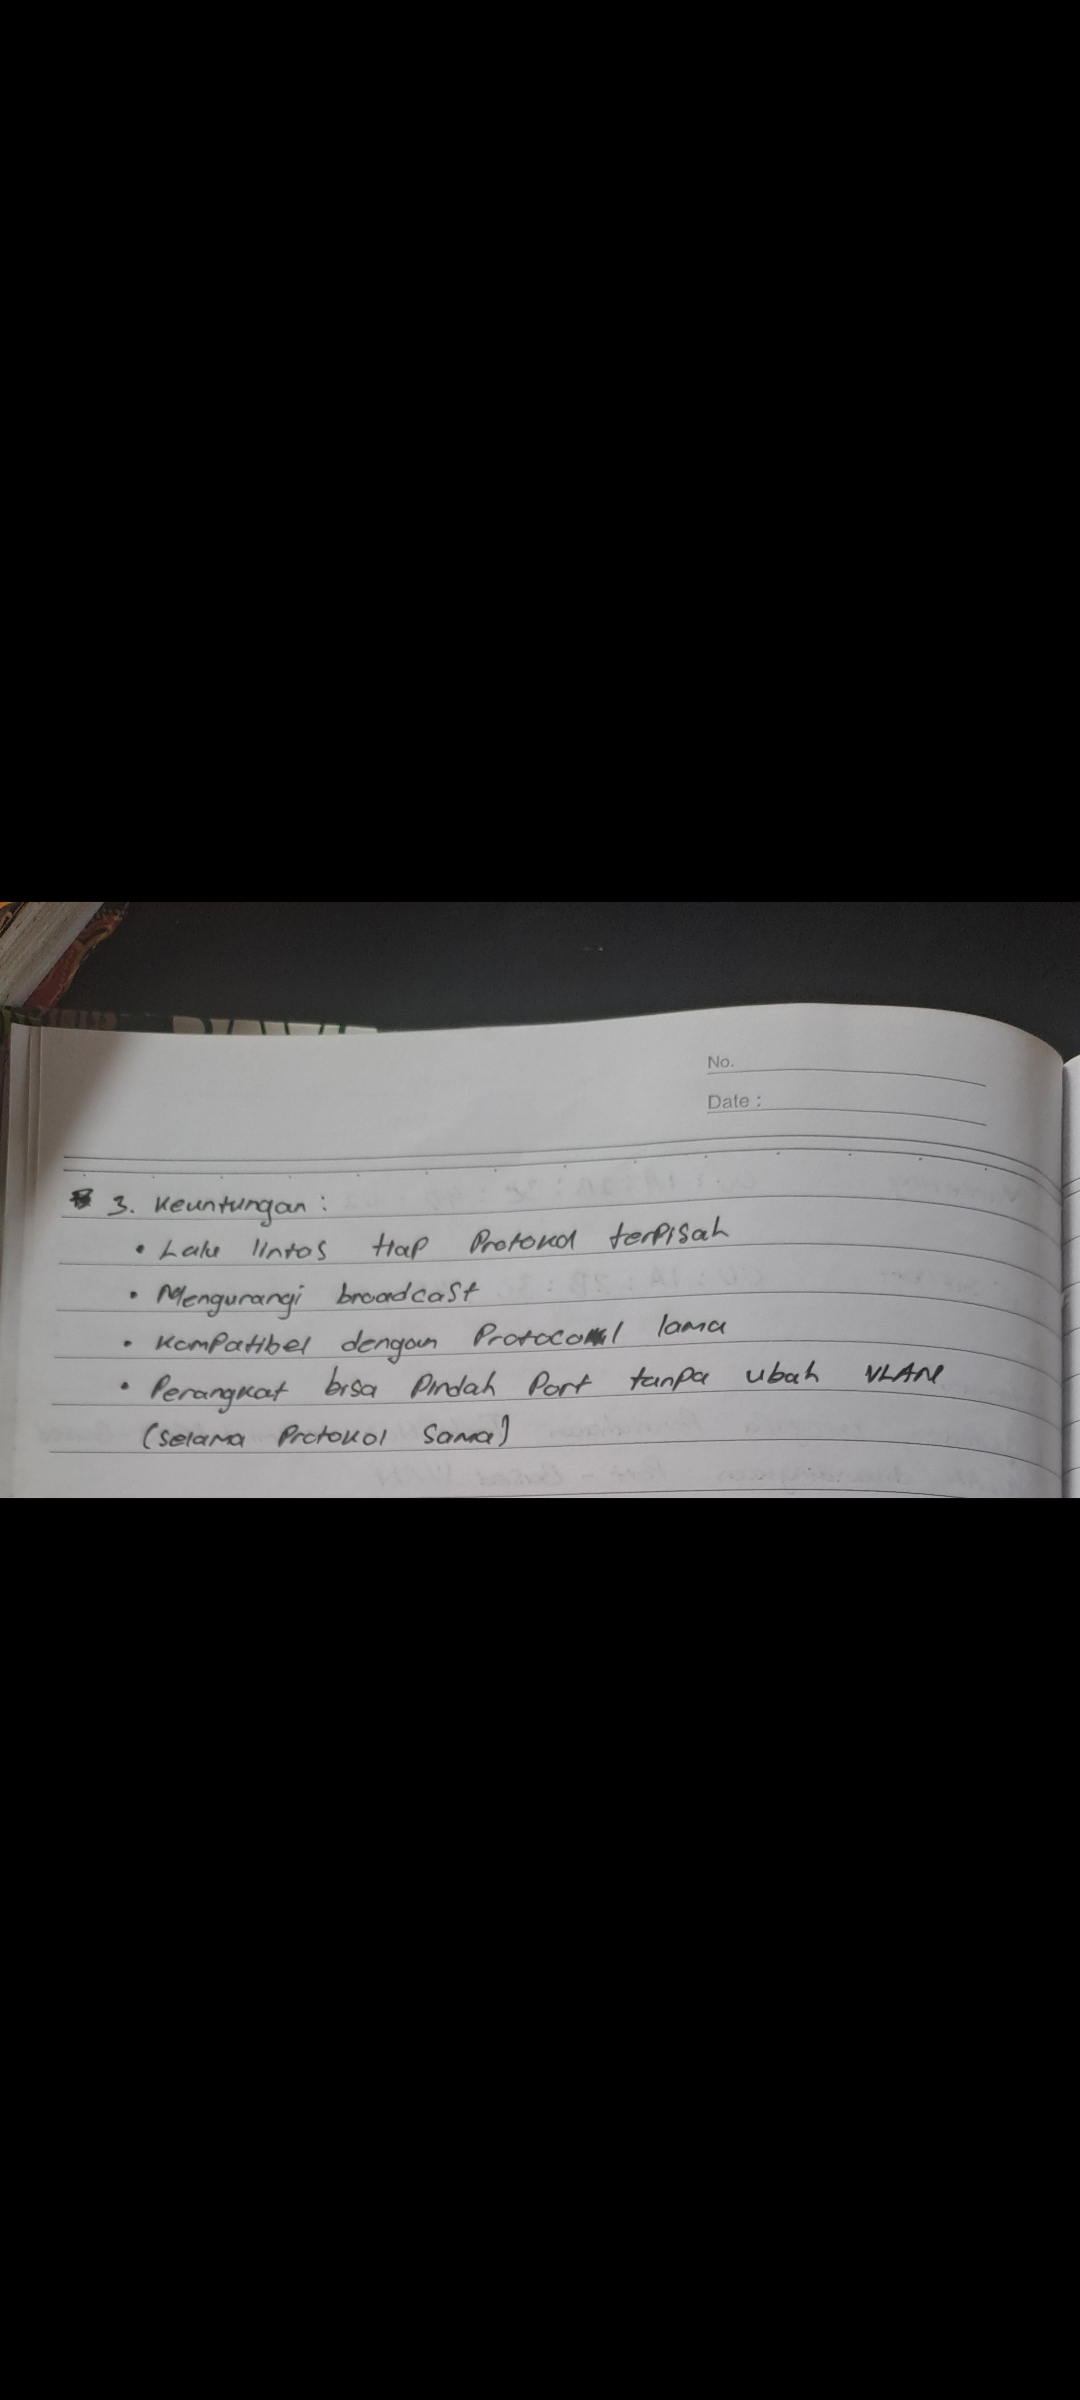 No.
Date :
3. Keuntungan :
• Lalu lintas tiap Protokol terpisah
• Mengurangi broadcast
• Kompatibel dengan Protocol lama
• Perangkat bisa Pindah Port tanpa ubah VLAN
(Selama Protokol Sama)